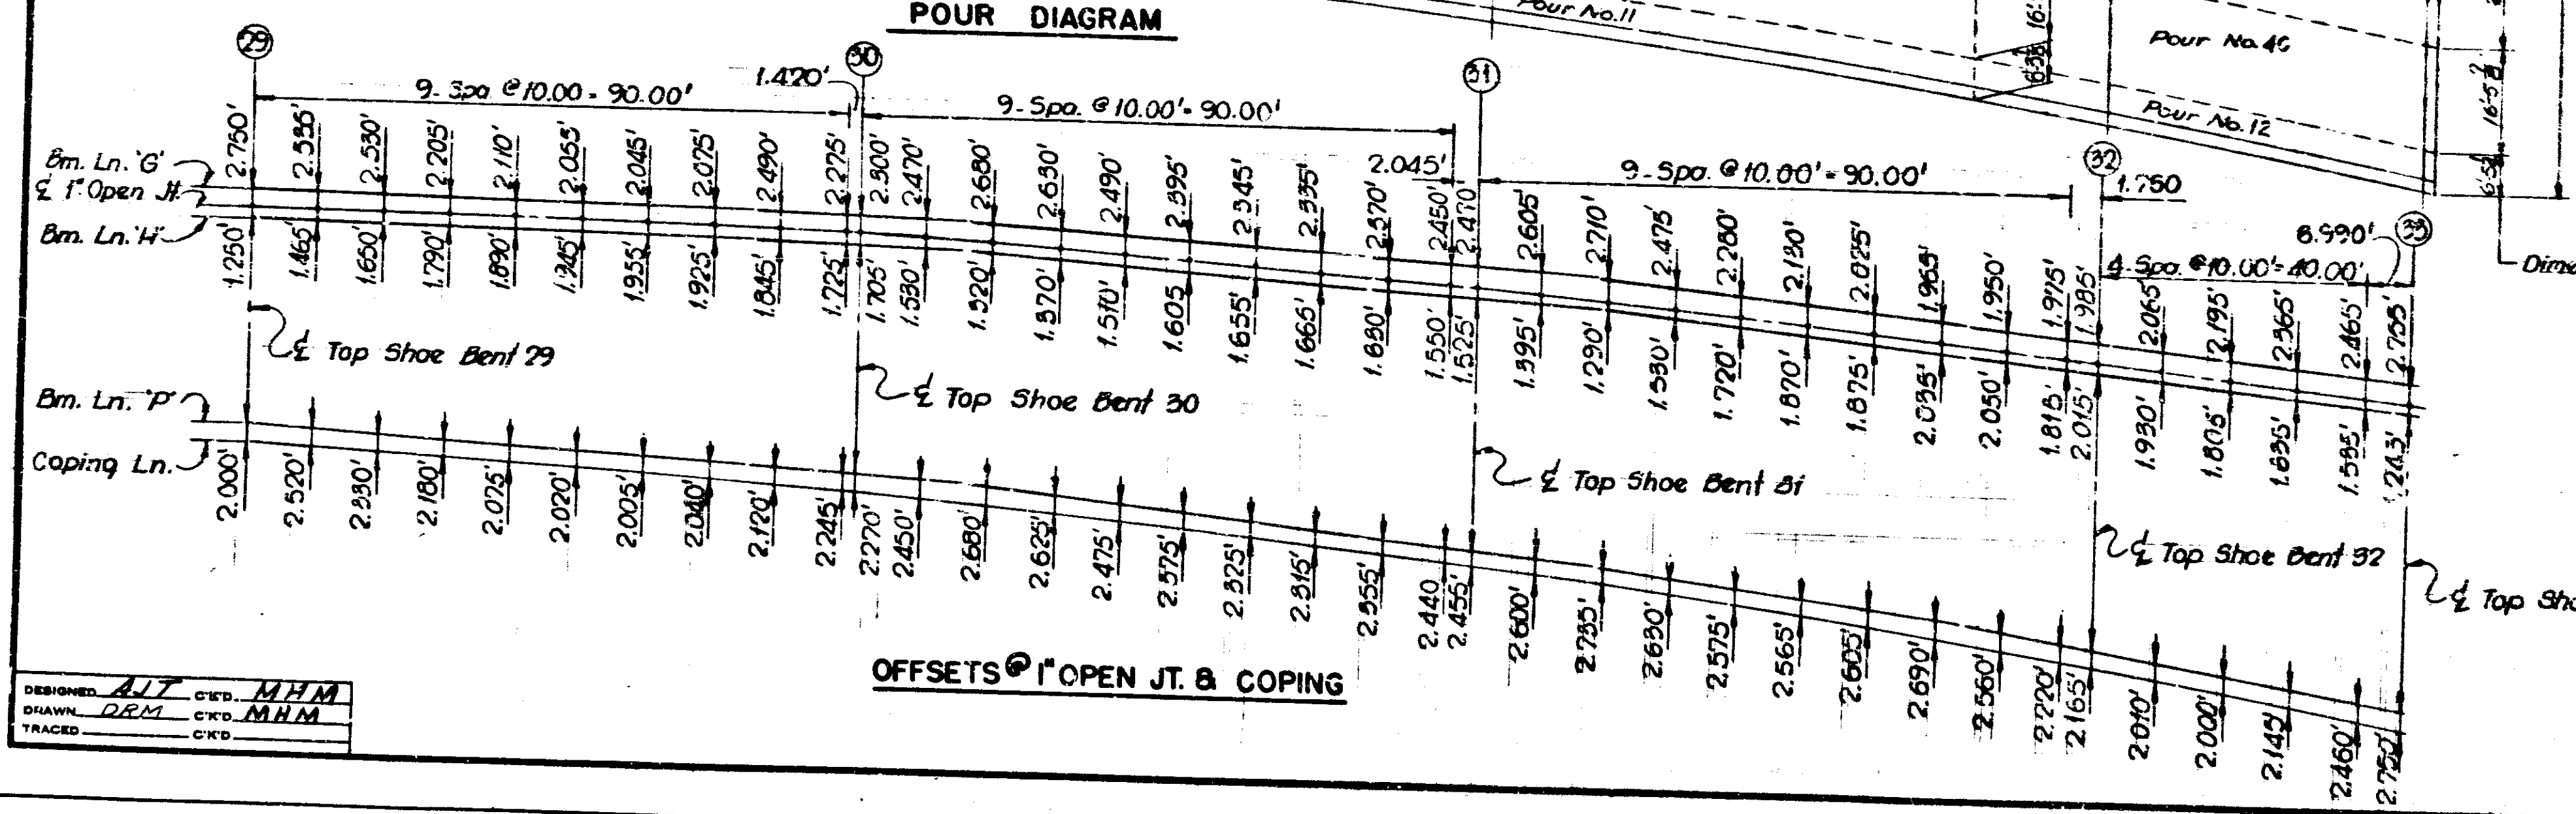 POUR DIAGRAM
Pour No.11
Pour No.12
29
30
31
32
33
9-Spa @ 10.00 = 90.00'
1.420'
9-Spa. @ 10.00' = 90.00'
2.045'
9-Spa. @ 10.00' = 90.00'
1.750
4-Spa. @ 10.00' = 40.00'
8.990'
Bm. Ln. 'G'
℄ 1" Open Jt.
Bm. Ln. 'H'
2.750' 2.205' 2.110' 2.055' 2.045' 2.075' 2.490' 2.275' 2.300' 2.470' 2.680' 2.630' 2.490' 2.395' 2.345' 2.335' 2.370' 2.450' 2.470' 2.605' 2.710' 2.475' 2.280' 2.130' 2.025' 1.965' 1.950' 1.975' 1.985' 2.065' 2.195' 2.365' 2.465' 2.755'
1.250' 1.465' 1.650' 1.790' 1.890' 1.945' 1.955' 1.925' 1.845' 1.725' 1.705' 1.530' 1.320' 1.370' 1.510' 1.605 1.655' 1.665' 1.630' 1.550' 1.525' 1.395' 1.290' 1.530' 1.720' 1.870' 1.875' 2.035' 2.050' 1.815' 2.015' 1.930' 1.805' 1.635' 1.535' 1.243'
℄ Top Shoe Bent 29
℄ Top Shoe Bent 30
℄ Top Shoe Bent 31
℄ Top Shoe Bent 32
℄ Top
Bm. Ln. 'P'
Coping Ln.
2.000' 2.520' 2.330' 2.180' 2.075' 2.020' 2.005' 2.040' 2.120' 2.245' 2.270' 2.450' 2.680' 2.625' 2.475' 2.375' 2.325' 2.315' 2.355' 2.440 2.455' 2.600' 2.735' 2.630' 2.575' 2.565' 2.605' 2.690' 2.560' 2.220' 2.165' 2.010' 2.000' 2.145' 2.460' 2.750'
OFFSETS @ 1" OPEN JT. & COPING
DESIGNED AJT C'K'D. MHM
DRAWN DRM C'K'D. MHM
TRACED C'K'D